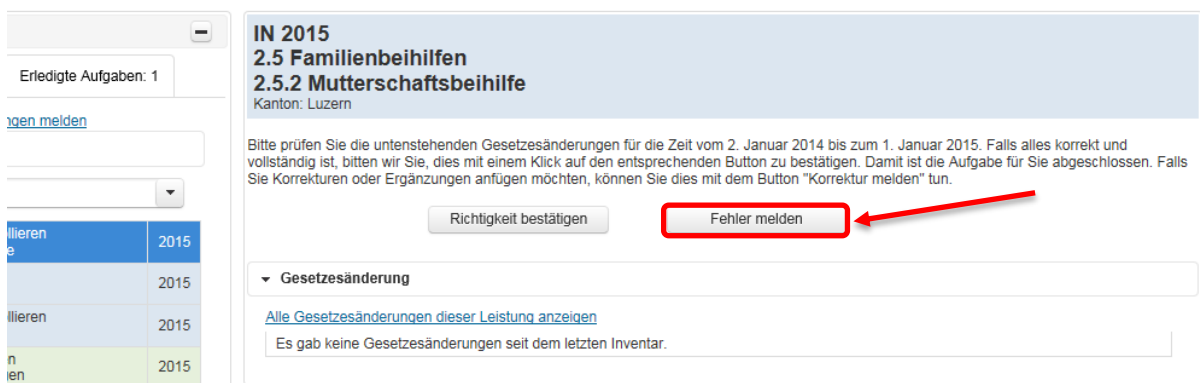 Erledigte Aufgaben: 1
melden
2015
2015
2015
2015
IN 2015
2.5 Familienbeihilfen
2.5.2 Mutterschaftsbeihilfe
Kanton: Luzern
Bitte prüfen Sie die untenstehenden Gesetzesänderungen für die Zeit vom 2. Januar 2014 bis zum 1. Januar 2015. Falls alles korrekt und
vollständig ist, bitten wir Sie, dies mit einem Klick auf den entsprechenden Button zu bestätigen. Damit ist die Aufgabe für Sie abgeschlossen. Falls
Sie Korrekturen oder Ergänzungen anfügen möchten, können Sie dies mit dem Button "Korrektur melden" tun.
Richtigkeit bestätigen
Fehler melden
Gesetzesänderung
Alle Gesetzesänderungen dieser Leistung anzeigen
Es gab keine Gesetzesänderungen seit dem letzten Inventar.